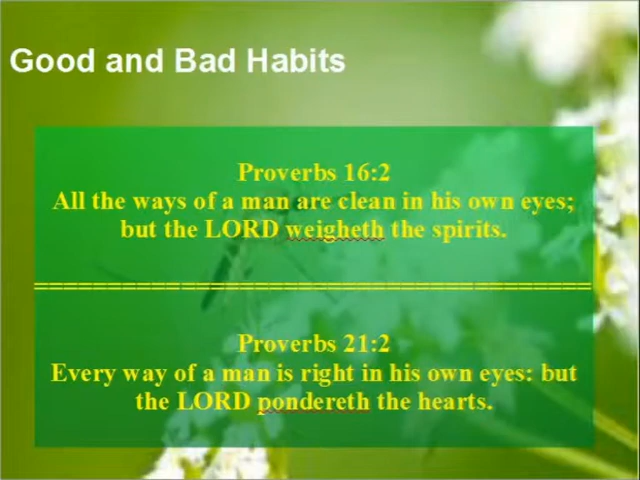 Good and Bad Habits
Proverbs 16:2
All the ways of a man are clean in his own eyes;
but the LORD weigheth the spirits.
======================================
Proverbs 21:2
Every way of a man is right in his own eyes: but
the LORD pondereth the hearts.